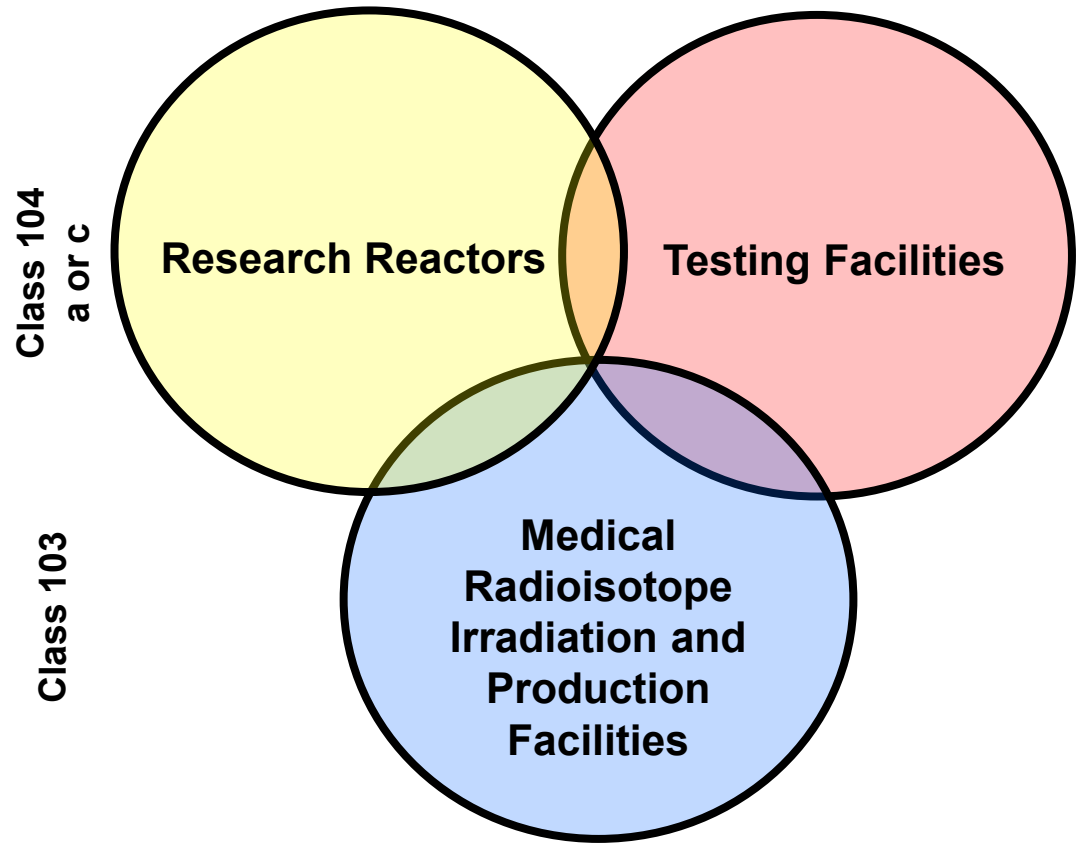 Class 104
a or c
Research Reactors
Testing Facilities
Class 103
Medical
Radioisotope
Irradiation and
Production
Facilities